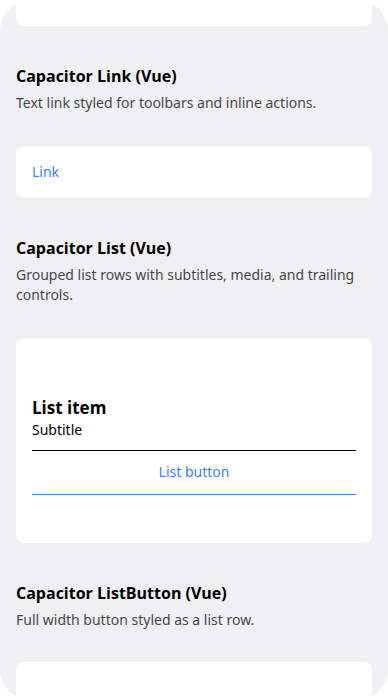 Capacitor Link (Vue)
Text link styled for toolbars and inline actions.
Link
Capacitor List (Vue)
Grouped list rows with subtitles, media, and trailing
controls.
List item
Subtitle
List button
Capacitor ListButton (Vue)
Full width button styled as a list row.